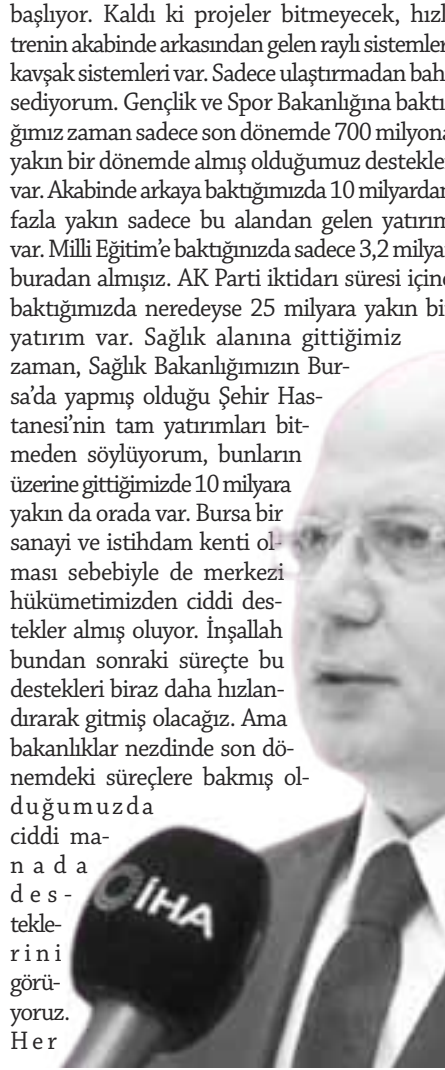 başlıyor. Kaldı ki projeler bitmeyecek, hızl
trenin akabinde arkasından gelen raylı sistemler
kavşak sistemleri var. Sadece ulaştırmadan bah
sediyorum. Gençlik ve Spor Bakanlığına baktı
ğımız zaman sadece son dönemde 700 milyona
yakın bir dönemde almış olduğumuz destekle
var. Akabinde arkaya baktığımızda 10 milyardan
fazla yakın sadece bu alandan gelen yatırım
var. Milli Eğitim’e baktığınızda sadece 3,2 milyar
buradan almışız. AK Parti iktidarı süresi içind
baktığımızda neredeyse 25 milyara yakın bir
yatırım var. Sağlık alanına gittiğimiz
zaman, Sağlık Bakanlığımızın Bur-
sa’da yapmış olduğu Şehir Has-
tanesi’nin tam yatırımları bit-
meden söylüyorum, bunların
üzerine gittiğimizde 10 milyara
yakın da orada var. Bursa bir
sanayi ve istihdam kenti ol-
ması sebebiyle de merkezi
hükümetimizden ciddi des-
tekler almış oluyor. İnşallah
bundan sonraki süreçte bu
destekleri biraz daha hızlan-
dırarak gitmiş olacağız. Ama
bakanlıklar nezdinde son dö-
nemdeki süreçlere bakmış ol-
duğumuzda
ciddi ma-
nada
des-
tekle-
rini
görü-
yoruz.
Her
İHA